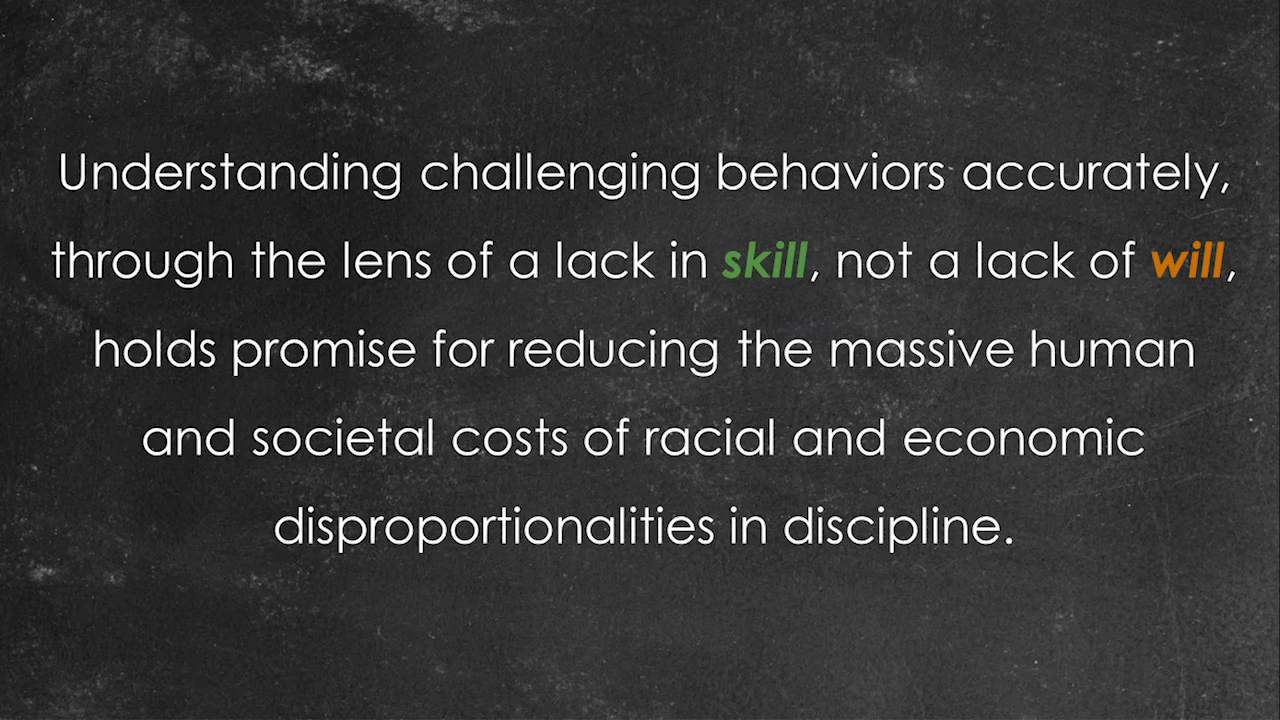 Understanding challenging behaviors accurately,
through the lens of a lack in skill, not a lack of will,
holds promise for reducing the massive human
and societal costs of racial and economic
disproportionalities in discipline.